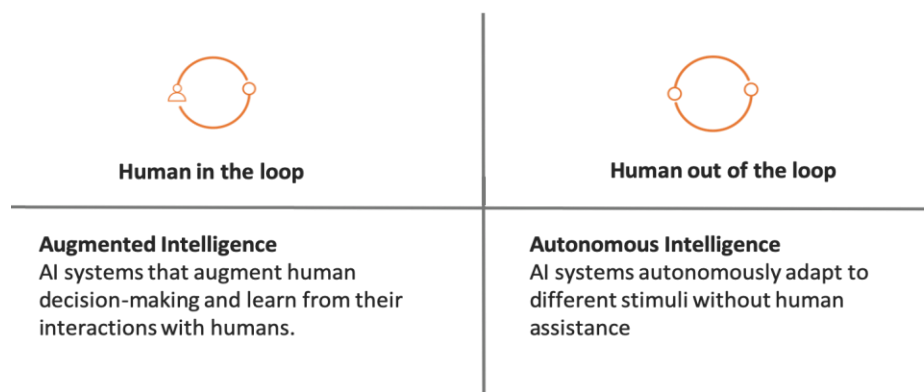 Human in the loop
Human out of the loop
Augmented Intelligence
AI systems that augment human
decision-making and learn from their
interactions with humans.
Autonomous Intelligence
AI systems autonomously adapt to
different stimuli without human
assistance